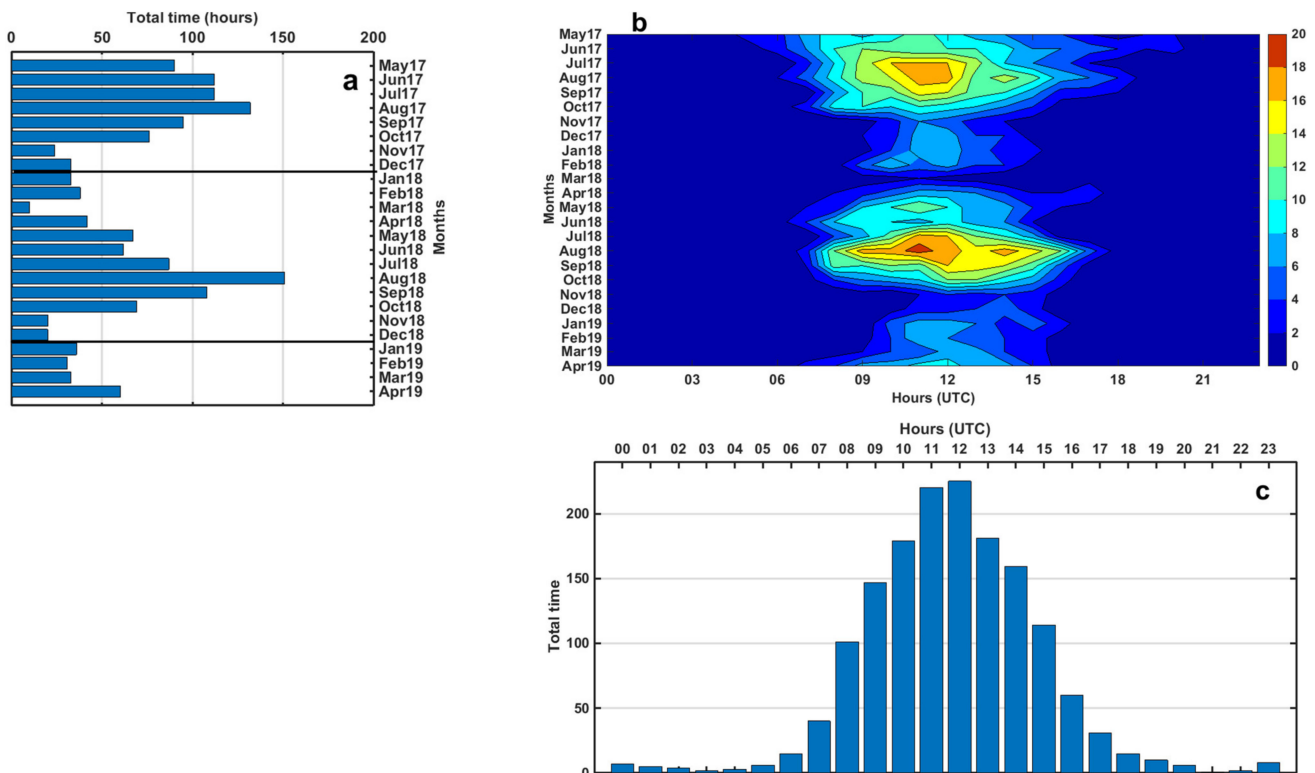 Total time (hours)
0 50 100 150 200
a
May17
Jun17
Jul17
Aug17
Sep17
Oct17
Nov17
Dec17
Jan18
Feb18
Mar18
Apr18
May18
Jun18
Jul18
Aug18
Sep18
Oct18
Nov18
Dec18
Jan19
Feb19
Mar19
Apr19
Months
b
May17
Jun17
Jul17
Aug17
Sep17
Oct17
Nov17
Dec17
Jan18
Feb18
Mar18
Apr18
May18
Jun18
Jul18
Aug18
Sep18
Oct18
Nov18
Dec18
Jan19
Feb19
Mar19
Apr19
Months
00 03 06 09 12 15 18 21
Hours (UTC)
20
18
16
14
12
10
8
6
4
2
0
Hours (UTC)
00 01 02 03 04 05 06 07 08 09 10 11 12 13 14 15 16 17 18 19 20 21 22 23
c
200
150
100
50
0
Total time